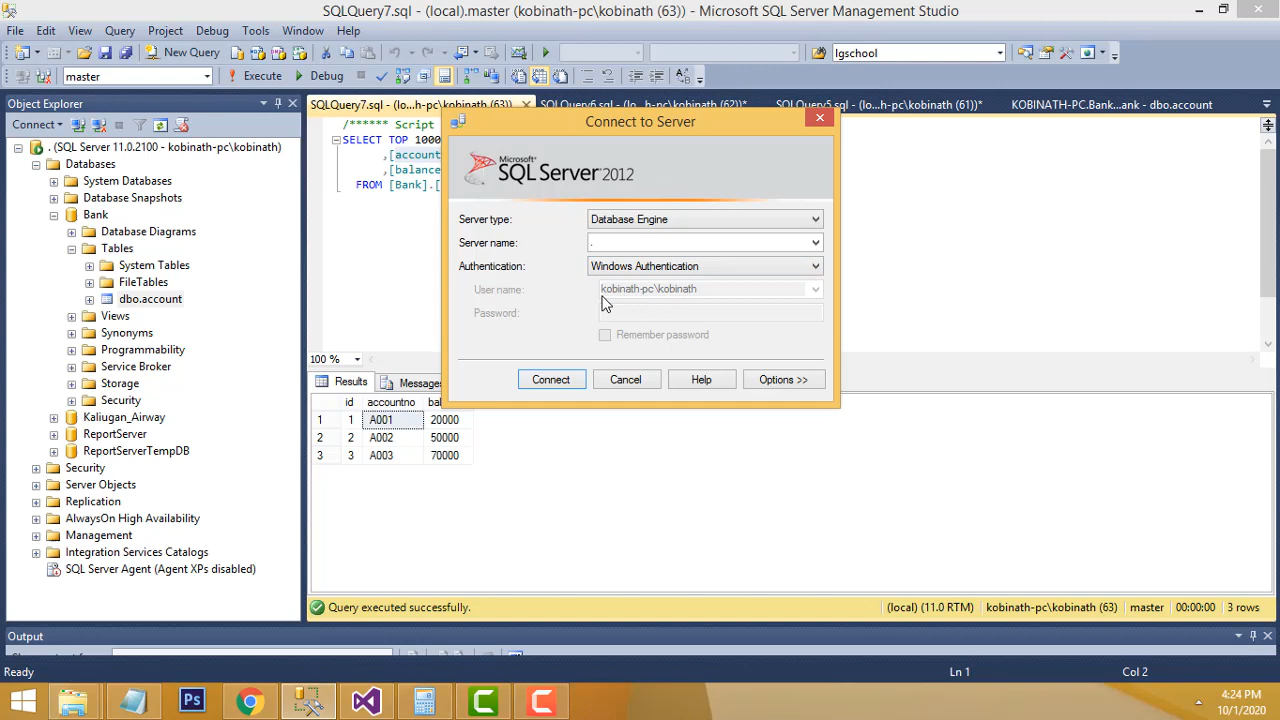 SQLQuery7.sql - (local).master (kobinath-pc\kobinath (63)) - Microsoft SQL Server Management Studio
File Edit View Query Project Debug Tools Window Help
New Query lgschool
master Execute Debug
Object Explorer
SQLQuery7.sql - (lo...h-pc\kobinath (63)) SQLQuery6.sql - (lo...h-pc\kobinath (62))* SQLQuery5.sql - (lo...h-pc\kobinath (61))* KOBINATH-PC.Bank...ank - dbo.account
Connect
. (SQL Server 11.0.2100 - kobinath-pc\kobinath)
Databases
System Databases
Database Snapshots
Bank
Database Diagrams
Tables
System Tables
FileTables
dbo.account
Views
Synonyms
Programmability
Service Broker
Storage
Security
Kaliugan_Airway
ReportServer
ReportServerTempDB
Security
Server Objects
Replication
AlwaysOn High Availability
Management
Integration Services Catalogs
SQL Server Agent (Agent XPs disabled)
/****** Script
SELECT TOP 1000
,[account
,[balance
FROM [Bank].[
Connect to Server
Microsoft
SQL Server 2012
Server type: Database Engine
Server name: .
Authentication: Windows Authentication
User name: kobinath-pc\kobinath
Password:
Remember password
Connect Cancel Help Options >>
100 %
Results Messages
id accountno bal
1 1 A001 20000
2 2 A002 50000
3 3 A003 70000
Query executed successfully. (local) (11.0 RTM) kobinath-pc\kobinath (63) master 00:00:00 3 rows
Output
Ready Ln 1 Col 2
Ps
4:24 PM
10/1/2020